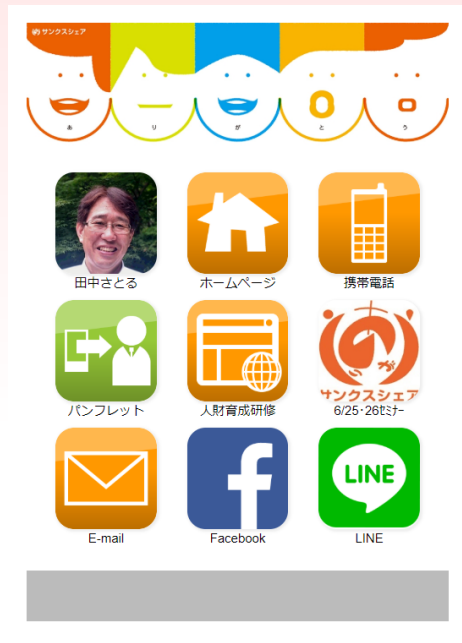 サンクスシェア
あ り が と う
田中さとる ホームページ 携帯電話
サンクスシェア
パンフレット 人財育成研修 6/25・26ｾﾐﾅｰ
LINE
E-mail Facebook LINE